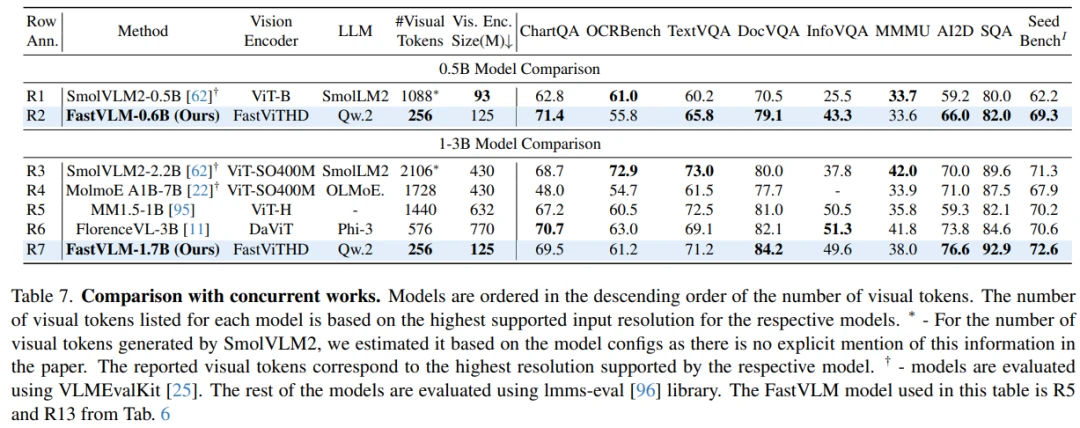 Row Ann. Method Vision Encoder LLM #Visual Tokens Vis. Enc. Size(M)↓ ChartQA OCRBench TextVQA DocVQA InfoVQA MMMU AI2D SQA Seed Bench^I
0.5B Model Comparison
R1 SmolVLM2-0.5B [62]† ViT-B SmolLM2 1088* 93 62.8 61.0 60.2 70.5 25.5 33.7 59.2 80.0 62.2
R2 FastVLM-0.6B (Ours) FastViTHD Qw.2 256 125 71.4 55.8 65.8 79.1 43.3 33.6 66.0 82.0 69.3
1-3B Model Comparison
R3 SmolVLM2-2.2B [62]† ViT-SO400M SmolLM2 2106* 430 68.7 72.9 73.0 80.0 37.8 42.0 70.0 89.6 71.3
R4 MolmoE A1B-7B [22]† ViT-SO400M OLMoE. 1728 430 48.0 54.7 61.5 77.7 - 33.9 71.0 87.5 67.9
R5 MM1.5-1B [95] ViT-H - 1440 632 67.2 60.5 72.5 81.0 50.5 35.8 59.3 82.1 70.2
R6 FlorenceVL-3B [11] DaViT Phi-3 576 770 70.7 63.0 69.1 82.1 51.3 41.8 73.8 84.6 70.6
R7 FastVLM-1.7B (Ours) FastViTHD Qw.2 256 125 69.5 61.2 71.2 84.2 49.6 38.0 76.6 92.9 72.6
Table 7. Comparison with concurrent works. Models are ordered in the descending order of the number of visual tokens. The number
of visual tokens listed for each model is based on the highest supported input resolution for the respective models. * - For the number of
visual tokens generated by SmolVLM2, we estimated it based on the model configs as there is no explicit mention of this information in
the paper. The reported visual tokens correspond to the highest resolution supported by the respective model. † - models are evaluated
using VLMEvalKit [25]. The rest of the models are evaluated using lmms-eval [96] library. The FastVLM model used in this table is R5
and R13 from Tab. 6